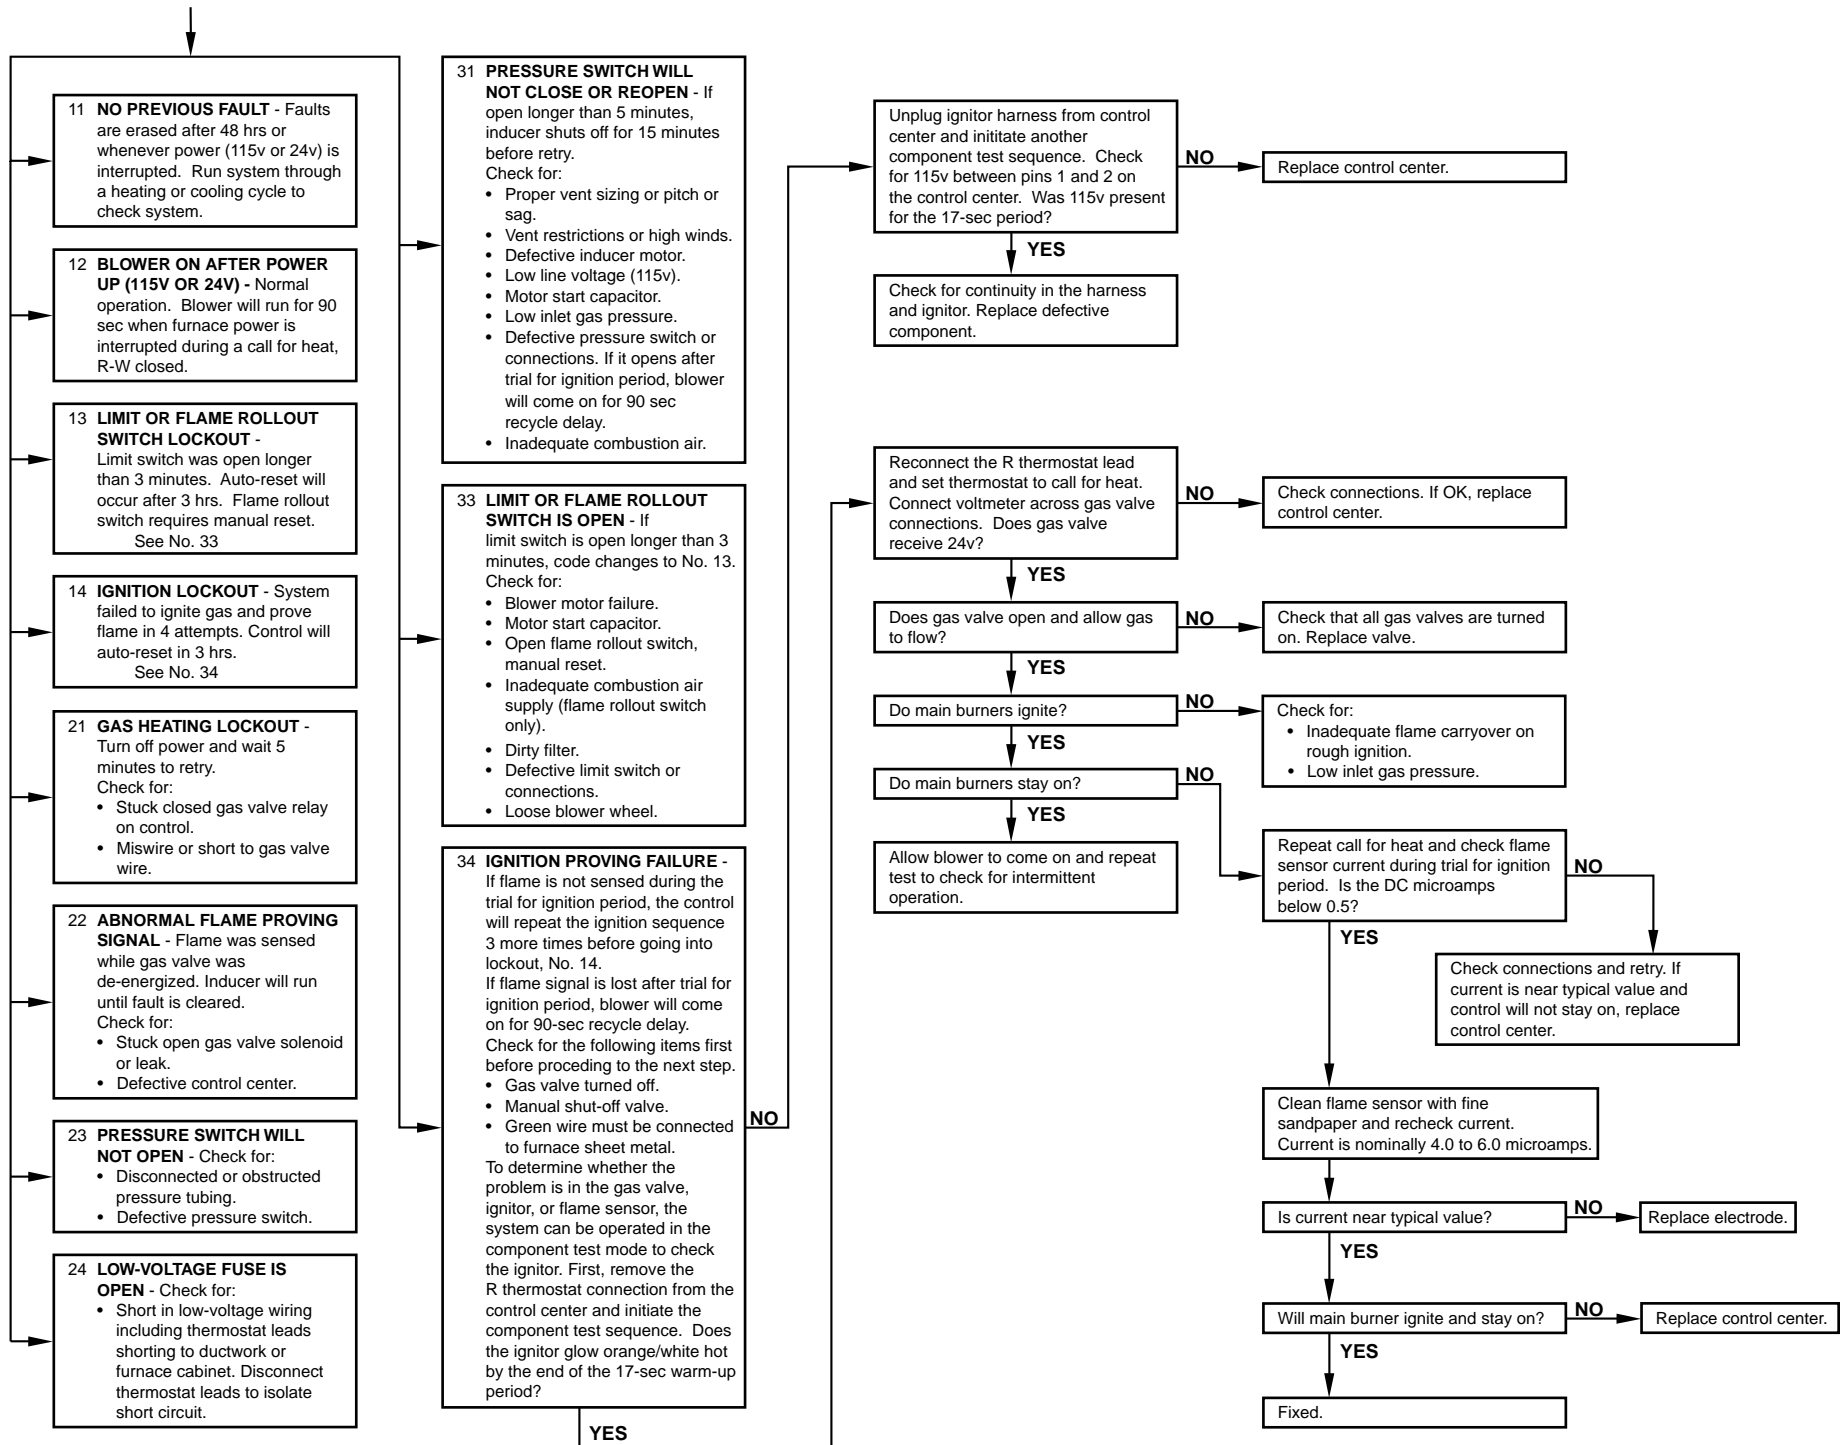 11 NO PREVIOUS FAULT - Faults
are erased after 48 hrs or
whenever power (115v or 24v) is
interrupted. Run system through
a heating or cooling cycle to
check system.
12 BLOWER ON AFTER POWER
UP (115V OR 24V) - Normal
operation. Blower will run for 90
sec when furnace power is
interrupted during a call for heat,
R-W closed.
13 LIMIT OR FLAME ROLLOUT
SWITCH LOCKOUT -
Limit switch was open longer
than 3 minutes. Auto-reset will
occur after 3 hrs. Flame rollout
switch requires manual reset.
See No. 33
14 IGNITION LOCKOUT - System
failed to ignite gas and prove
flame in 4 attempts. Control will
auto-reset in 3 hrs.
See No. 34
21 GAS HEATING LOCKOUT -
Turn off power and wait 5
minutes to retry.
Check for:
• Stuck closed gas valve relay
on control.
• Miswire or short to gas valve
wire.
22 ABNORMAL FLAME PROVING
SIGNAL - Flame was sensed
while gas valve was
de-energized. Inducer will run
until fault is cleared.
Check for:
• Stuck open gas valve solenoid
or leak.
• Defective control center.
23 PRESSURE SWITCH WILL
NOT OPEN - Check for:
• Disconnected or obstructed
pressure tubing.
• Defective pressure switch.
24 LOW-VOLTAGE FUSE IS
OPEN - Check for:
• Short in low-voltage wiring
including thermostat leads
shorting to ductwork or
furnace cabinet. Disconnect
thermostat leads to isolate
short circuit.
31 PRESSURE SWITCH WILL
NOT CLOSE OR REOPEN - If
open longer than 5 minutes,
inducer shuts off for 15 minutes
before retry.
Check for:
• Proper vent sizing or pitch or
sag.
• Vent restrictions or high winds.
• Defective inducer motor.
• Low line voltage (115v).
• Motor start capacitor.
• Low inlet gas pressure.
• Defective pressure switch or
connections. If it opens after
trial for ignition period, blower
will come on for 90 sec
recycle delay.
• Inadequate combustion air.
33 LIMIT OR FLAME ROLLOUT
SWITCH IS OPEN - If
limit switch is open longer than 3
minutes, code changes to No. 13.
Check for:
• Blower motor failure.
• Motor start capacitor.
• Open flame rollout switch,
manual reset.
• Inadequate combustion air
supply (flame rollout switch
only).
• Dirty filter.
• Defective limit switch or
connections.
• Loose blower wheel.
34 IGNITION PROVING FAILURE -
If flame is not sensed during the
trial for ignition period, the control
will repeat the ignition sequence
3 more times before going into
lockout, No. 14.
If flame signal is lost after trial for
ignition period, blower will come
on for 90-sec recycle delay.
Check for the following items first
before proceding to the next step.
• Gas valve turned off.
• Manual shut-off valve.
• Green wire must be connected
to furnace sheet metal.
To determine whether the
problem is in the gas valve,
ignitor, or flame sensor, the
system can be operated in the
component test mode to check
the ignitor. First, remove the
R thermostat connection from the
control center and initiate the
component test sequence. Does
the ignitor glow orange/white hot
by the end of the 17-sec warm-up
period?
NO
YES
Unplug ignitor harness from control
center and inititate another
component test sequence. Check
for 115v between pins 1 and 2 on
the control center. Was 115v present
for the 17-sec period?
NO
Replace control center.
YES
Check for continuity in the harness
and ignitor. Replace defective
component.
Reconnect the R thermostat lead
and set thermostat to call for heat.
Connect voltmeter across gas valve
connections. Does gas valve
receive 24v?
NO
Check connections. If OK, replace
control center.
YES
Does gas valve open and allow gas
to flow?
NO
Check that all gas valves are turned
on. Replace valve.
YES
Do main burners ignite?
NO
Check for:
• Inadequate flame carryover on
rough ignition.
• Low inlet gas pressure.
YES
Do main burners stay on?
NO
YES
Allow blower to come on and repeat
test to check for intermittent
operation.
Repeat call for heat and check flame
sensor current during trial for ignition
period. Is the DC microamps
below 0.5?
NO
YES
Check connections and retry. If
current is near typical value and
control will not stay on, replace
control center.
Clean flame sensor with fine
sandpaper and recheck current.
Current is nominally 4.0 to 6.0 microamps.
Is current near typical value?
NO
Replace electrode.
YES
Will main burner ignite and stay on?
NO
Replace control center.
YES
Fixed.